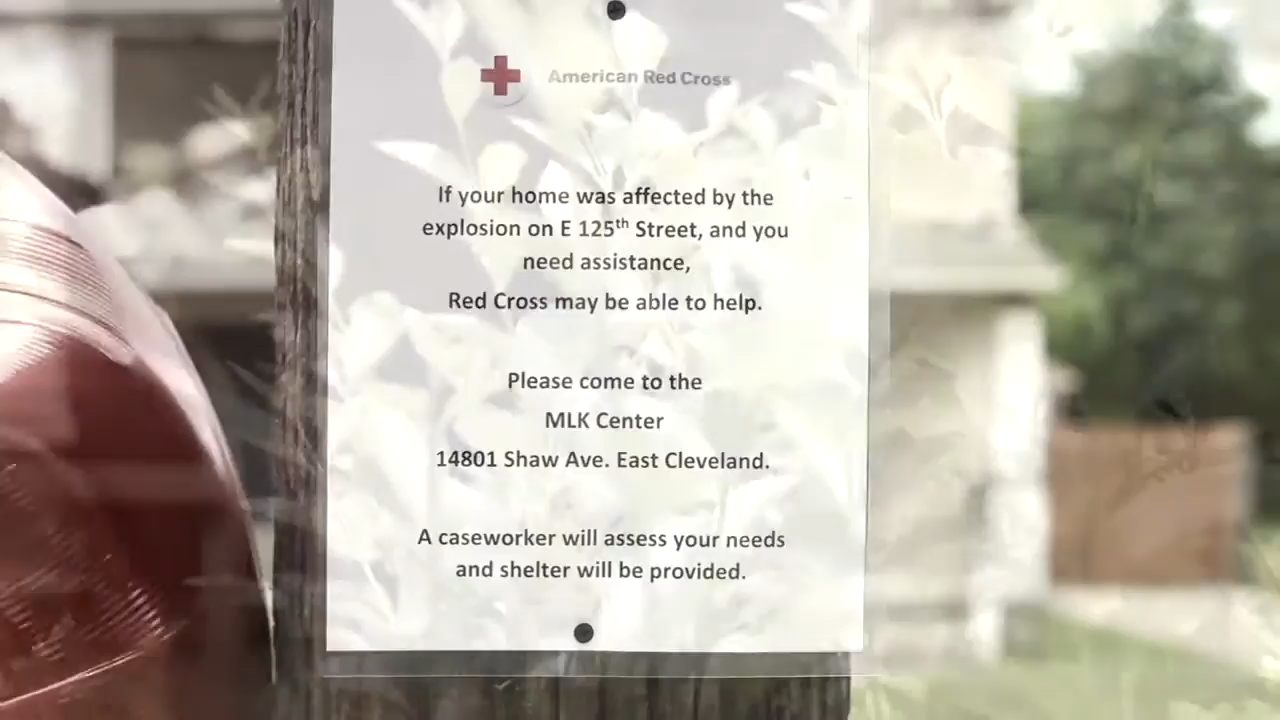 American Red Cross
If your home was affected by the
explosion on E 125th Street, and you
need assistance,
Red Cross may be able to help.
Please come to the
MLK Center
14801 Shaw Ave. East Cleveland.
A caseworker will assess your needs
and shelter will be provided.